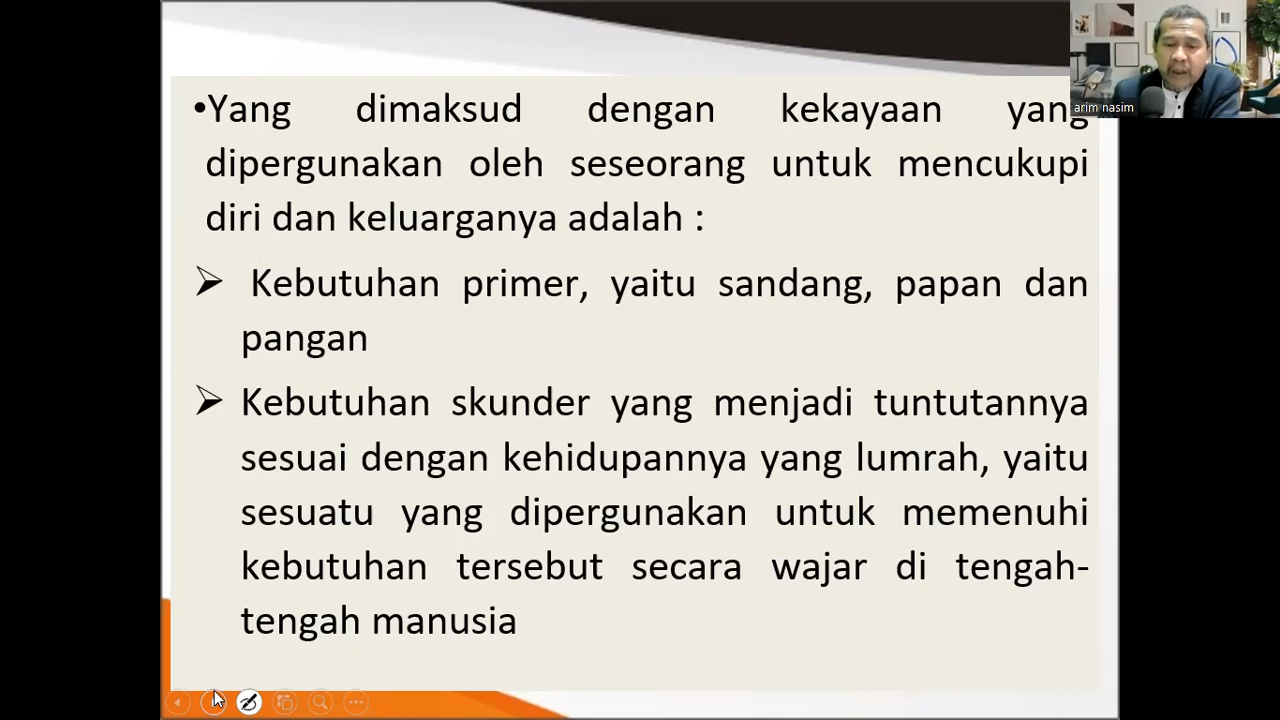 •Yang dimaksud dengan kekayaan yang
dipergunakan oleh seseorang untuk mencukupi
diri dan keluarganya adalah :
➢ Kebutuhan primer, yaitu sandang, papan dan
pangan
➢ Kebutuhan skunder yang menjadi tuntutannya
sesuai dengan kehidupannya yang lumrah, yaitu
sesuatu yang dipergunakan untuk memenuhi
kebutuhan tersebut secara wajar di tengah-
tengah manusia
arim nasim